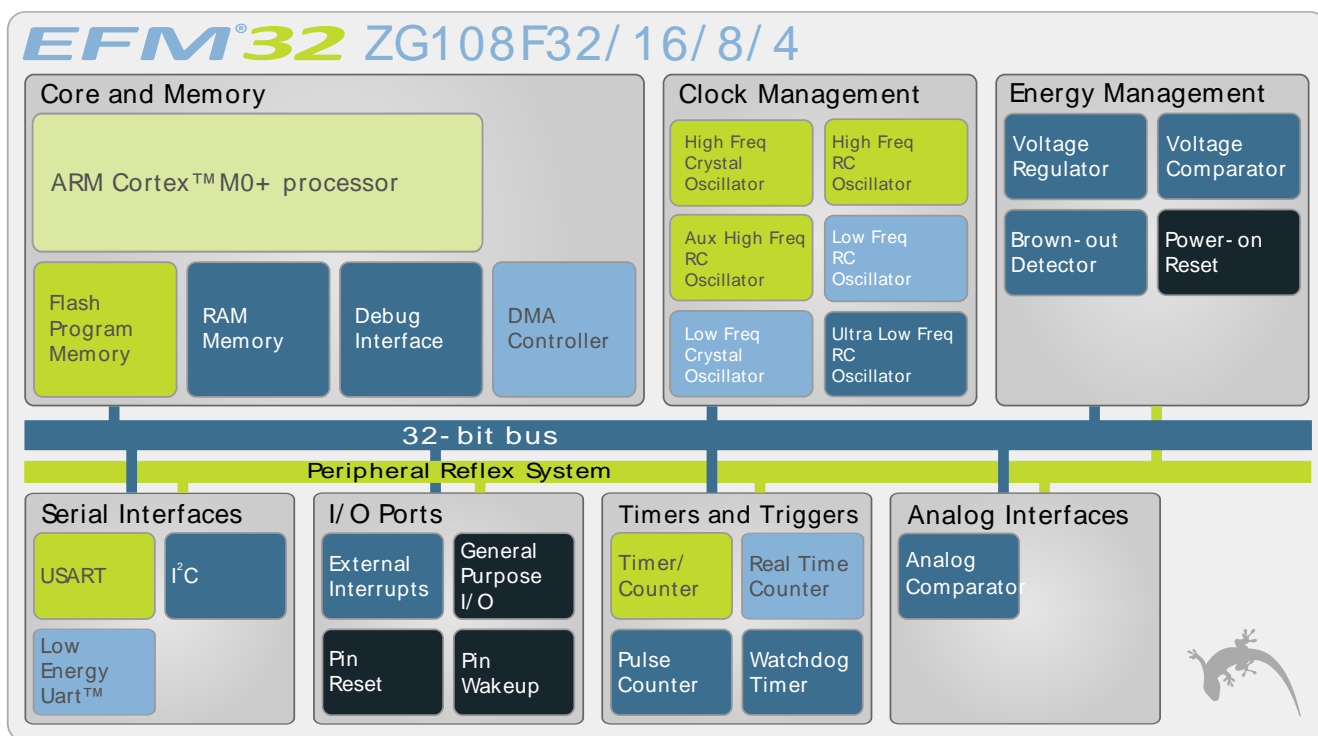 EFM®32 ZG108F32/16/8/4
Core and Memory
ARM Cortex™ M0+ processor
Flash
Program
Memory
RAM
Memory
Debug
Interface
DMA
Controller
Clock Management
High Freq
Crystal
Oscillator
High Freq
RC
Oscillator
Aux High Freq
RC
Oscillator
Low Freq
RC
Oscillator
Low Freq
Crystal
Oscillator
Ultra Low Freq
RC
Oscillator
Energy Management
Voltage
Regulator
Voltage
Comparator
Brown-out
Detector
Power-on
Reset
32-bit bus
Peripheral Reflex System
Serial Interfaces
USART
I²C
Low
Energy
Uart™
I/O Ports
External
Interrupts
General
Purpose
I/O
Pin
Reset
Pin
Wakeup
Timers and Triggers
Timer/
Counter
Real Time
Counter
Pulse
Counter
Watchdog
Timer
Analog Interfaces
Analog
Comparator